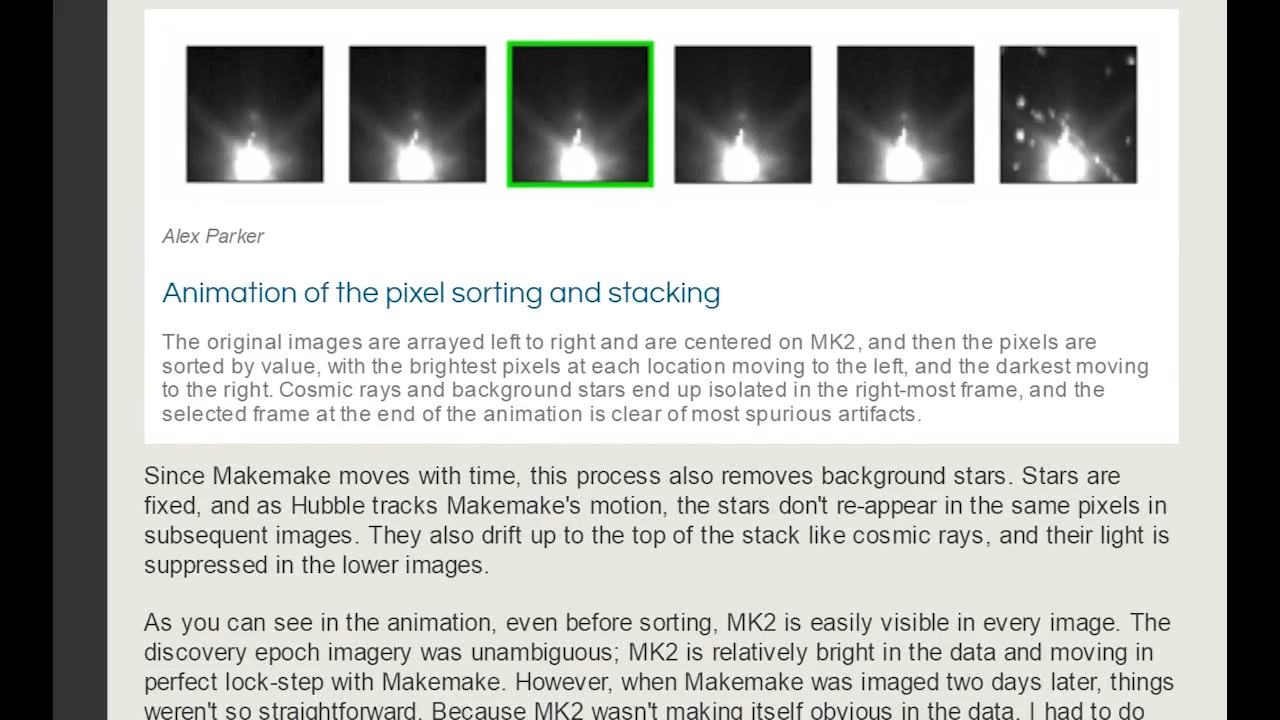 Alex Parker
Animation of the pixel sorting and stacking
The original images are arrayed left to right and are centered on MK2, and then the pixels are
sorted by value, with the brightest pixels at each location moving to the left, and the darkest moving
to the right. Cosmic rays and background stars end up isolated in the right-most frame, and the
selected frame at the end of the animation is clear of most spurious artifacts.
Since Makemake moves with time, this process also removes background stars. Stars are
fixed, and as Hubble tracks Makemake's motion, the stars don't re-appear in the same pixels in
subsequent images. They also drift up to the top of the stack like cosmic rays, and their light is
suppressed in the lower images.
As you can see in the animation, even before sorting, MK2 is easily visible in every image. The
discovery epoch imagery was unambiguous; MK2 is relatively bright in the data and moving in
perfect lock-step with Makemake. However, when Makemake was imaged two days later, things
weren't so straightforward. Because MK2 wasn't making itself obvious in the data, I had to do